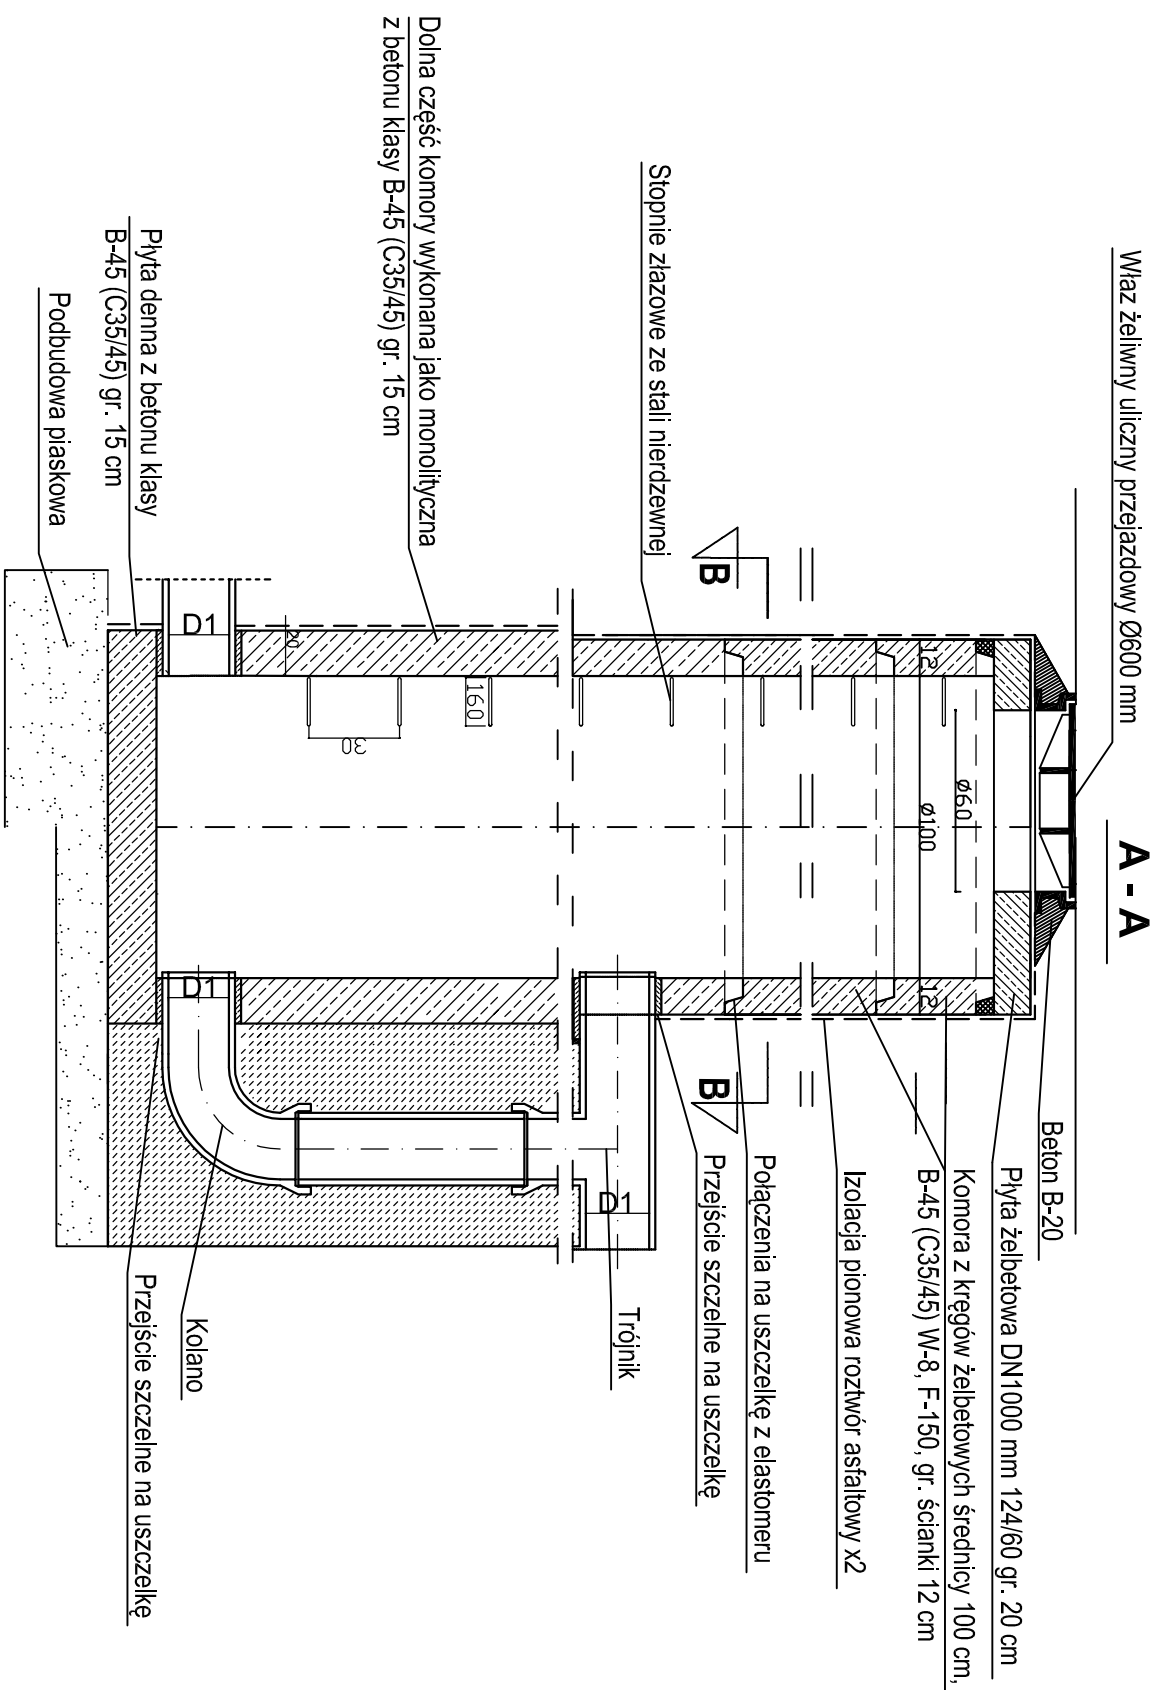 A - A
Właz żeliwny uliczny przejazdowy Ø600 mm
Beton B-20
Płyta żelbetowa DN1000 mm 124/60 gr. 20 cm
Komora z kręgów żelbetowych średnicy 100 cm,
B-45 (C35/45) W-8, F-150, gr. ścianki 12 cm
Izolacja pionowa roztwór asfaltowy x2
Połączenia na uszczelkę z elastomeru
Przejście szczelne na uszczelkę
Trójnik
Kolano
Przejście szczelne na uszczelkę
Stopnie złazowe ze stali nierdzewnej
Dolna część komory wykonana jako monolityczna
z betonu klasy B-45 (C35/45) gr. 15 cm
Płyta denna z betonu klasy
B-45 (C35/45) gr. 15 cm
Podbudowa piaskowa
Ø60
Ø100
12
12
B
B
160
30
20
D1
D1
D1